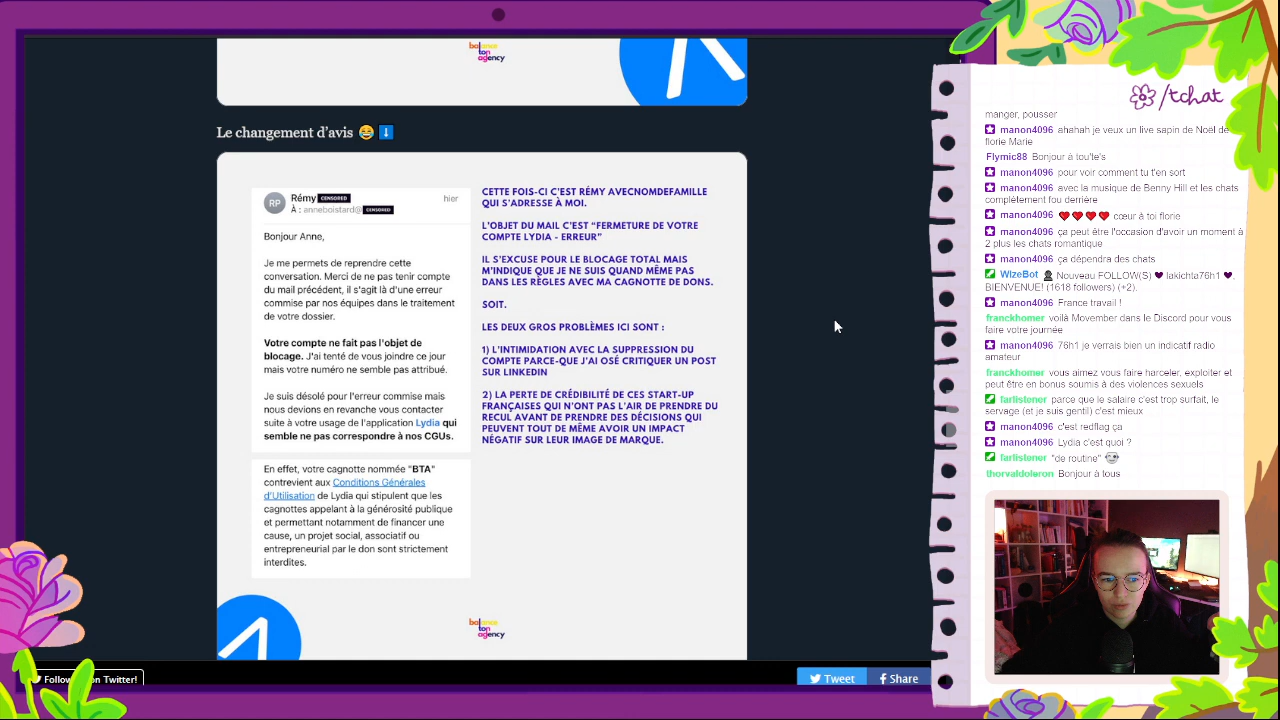 balance
ton
agency
Le changement d'avis 😂 ⬇
RP
Rémy CENSORED
hier
À : anneboistard@ CENSORED
Bonjour Anne,
Je me permets de reprendre cette
conversation. Merci de ne pas tenir compte
du mail précédent, il s'agit là d'une erreur
commise par nos équipes dans le traitement
de votre dossier.
Votre compte ne fait pas l'objet de
blocage. J'ai tenté de vous joindre ce jour
mais votre numéro ne semble pas attribué.
Je suis désolé pour l'erreur commise mais
nous devions en revanche vous contacter
suite à votre usage de l'application Lydia qui
semble ne pas correspondre à nos CGUs.
En effet, votre cagnotte nommée "BTA"
contrevient aux Conditions Générales
d'Utilisation de Lydia qui stipulent que les
cagnottes appelant à la générosité publique
et permettant notamment de financer une
cause, un projet social, associatif ou
entrepreneurial par le don sont strictement
interdites.
CETTE FOIS-CI C'EST RÉMY AVECNOMDEFAMILLE
QUI S'ADRESSE À MOI.
L'OBJET DU MAIL C'EST "FERMETURE DE VOTRE
COMPTE LYDIA - ERREUR"
IL S'EXCUSE POUR LE BLOCAGE TOTAL MAIS
M'INDIQUE QUE JE NE SUIS QUAND MÊME PAS
DANS LES RÈGLES AVEC MA CAGNOTTE DE DONS.
SOIT.
LES DEUX GROS PROBLÈMES ICI SONT :
1) L'INTIMIDATION AVEC LA SUPPRESSION DU
COMPTE PARCE-QUE J'AI OSÉ CRITIQUER UN POST
SUR LINKEDIN
2) LA PERTE DE CRÉDIBILITÉ DE CES START-UP
FRANÇAISES QUI N'ONT PAS L'AIR DE PRENDRE DU
RECUL AVANT DE PRENDRE DES DÉCISIONS QUI
PEUVENT TOUT DE MÊME AVOIR UN IMPACT
NÉGATIF SUR LEUR IMAGE DE MARQUE.
balance
ton
agency
Follow on Twitter!
Tweet
Share
/tchat
manger, pousser
manon4096 ahahah je veux un live sapin de Noël de
florie Marie
Flymic88 Bonjour à tou'te's
manon4096 pour voir comment tu t'en sort
manon4096 avec la musique de Benny Hill et les chats
complètement fou derrière
manon4096 ❤❤❤❤ cœur à toi florie
manon4096 ça peut être l'occasion d'avoir un moment à
2 plus les chats romantique
manon4096 ça dépendra des chats
WizeBot Nouveau FOLLOW(S) ♥ lakichta76h1 ♥,
BIENVENUE! (1618 followers) (+2).
manon4096 France travail !
franckhomer voilà Movember dans le Discord pour vous
faire votre journée
manon4096 76h1 je verrais bien un indicatif radio
amateur
franckhomer vous aimez vous faire harceler, exploiter et
peut être en bonus soumis à des violences sexuels
farlistener parce que le salaire c'est trop surfait, le
servage (et je suis gentil) c'est mieux
manon4096 c'est redflag ça
manon4096 Lydia c'est quoi ?
farlistener "de routine"
thorvaldoleron Bonjour à tous